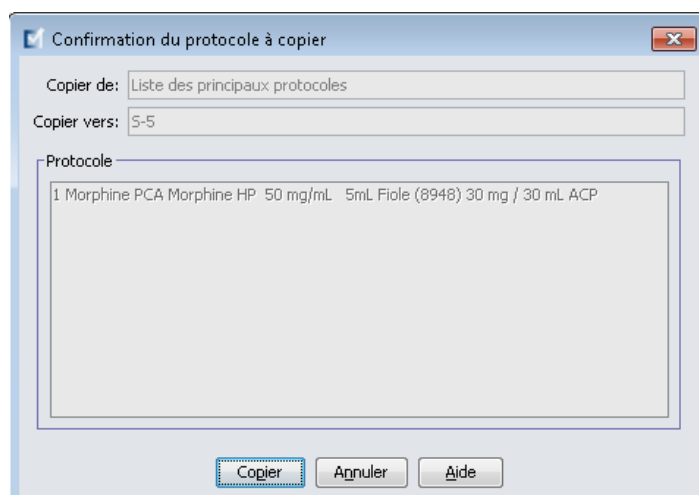 Confirmation du protocole à copier
Copier de: Liste des principaux protocoles
Copier vers: S-5
Protocole
1 Morphine PCA Morphine HP 50 mg/mL 5mL Fiole (8948) 30 mg / 30 mL ACP
Copier Annuler Aide